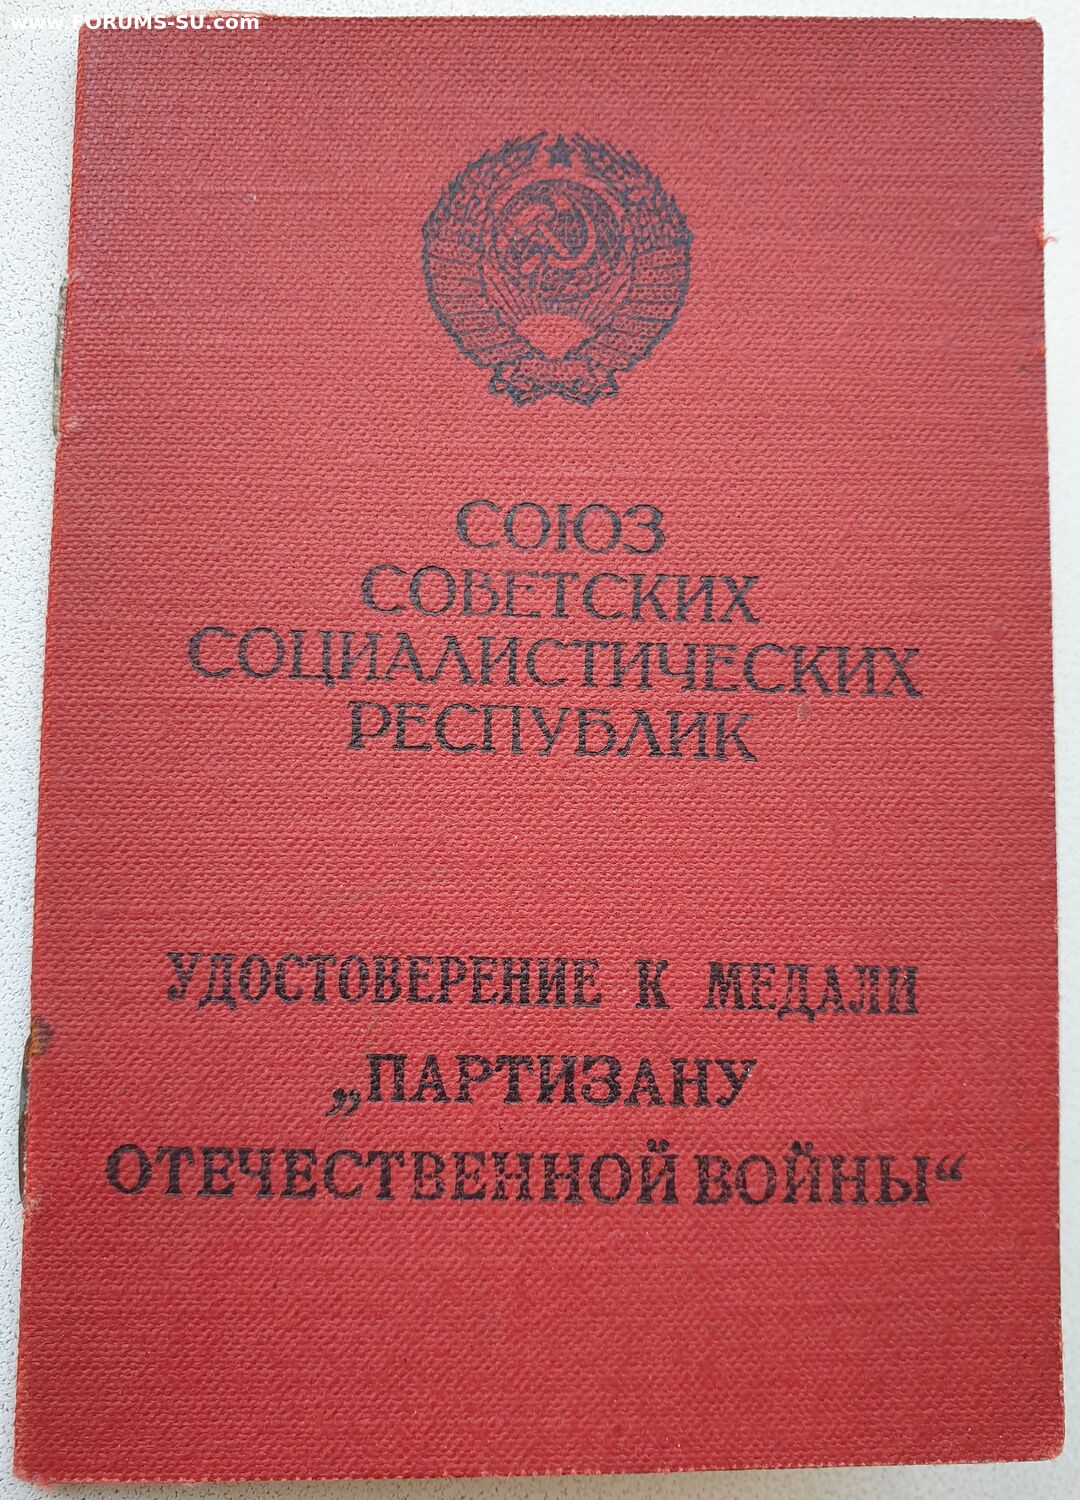 www.FORUMS-SU.com
СОЮЗ
СОВЕТСКИХ
СОЦИАЛИСТИЧЕСКИХ
РЕСПУБЛИК
УДОСТОВЕРЕНИЕ К МЕДАЛИ
„ПАРТИЗАНУ
ОТЕЧЕСТВЕННОЙ ВОЙНЫ“